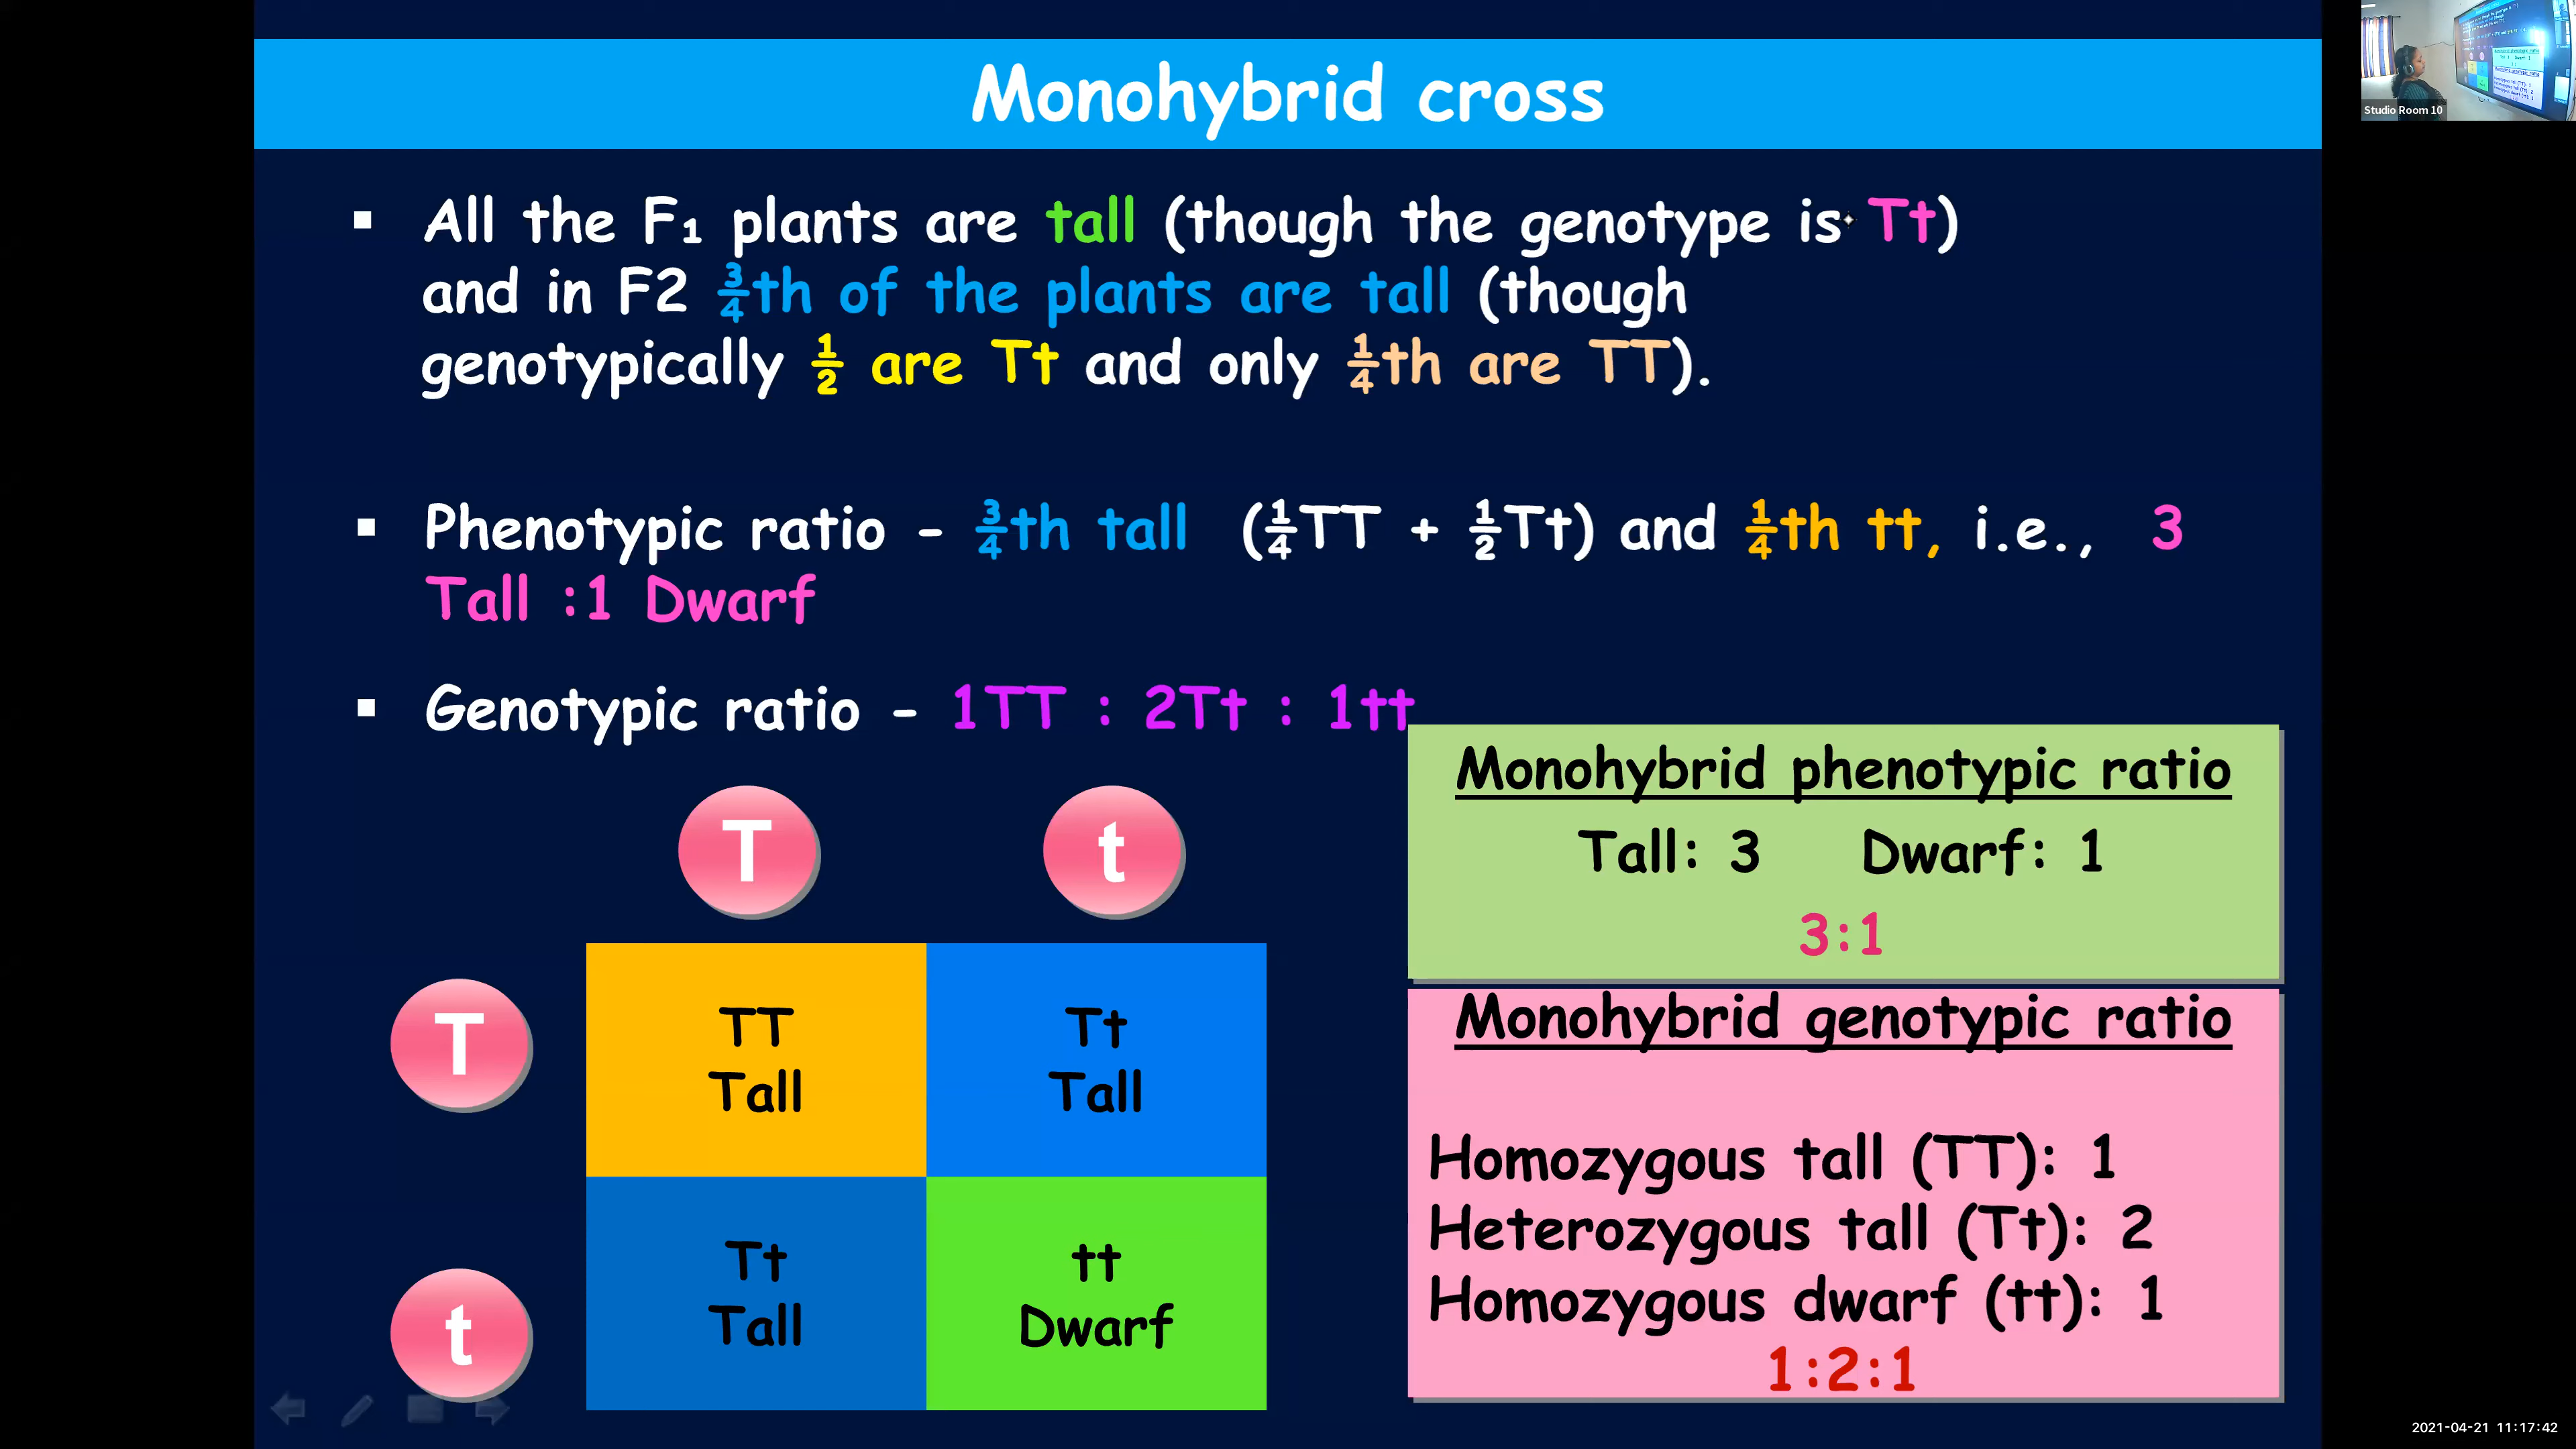 Monohybrid cross
Studio Room 10
▪ All the F₁ plants are tall (though the genotype is Tt)
and in F2 ¾th of the plants are tall (though
genotypically ½ are Tt and only ¼th are TT).
▪ Phenotypic ratio - ¾th tall (¼TT + ½Tt) and ¼th tt, i.e., 3
Tall :1 Dwarf
▪ Genotypic ratio - 1TT : 2Tt : 1tt
T t
T
t
TT
Tall
Tt
Tall
Tt
Tall
tt
Dwarf
Monohybrid phenotypic ratio
Tall: 3 Dwarf: 1
3:1
Monohybrid genotypic ratio
Homozygous tall (TT): 1
Heterozygous tall (Tt): 2
Homozygous dwarf (tt): 1
1:2:1
2021-04-21 11:17:42